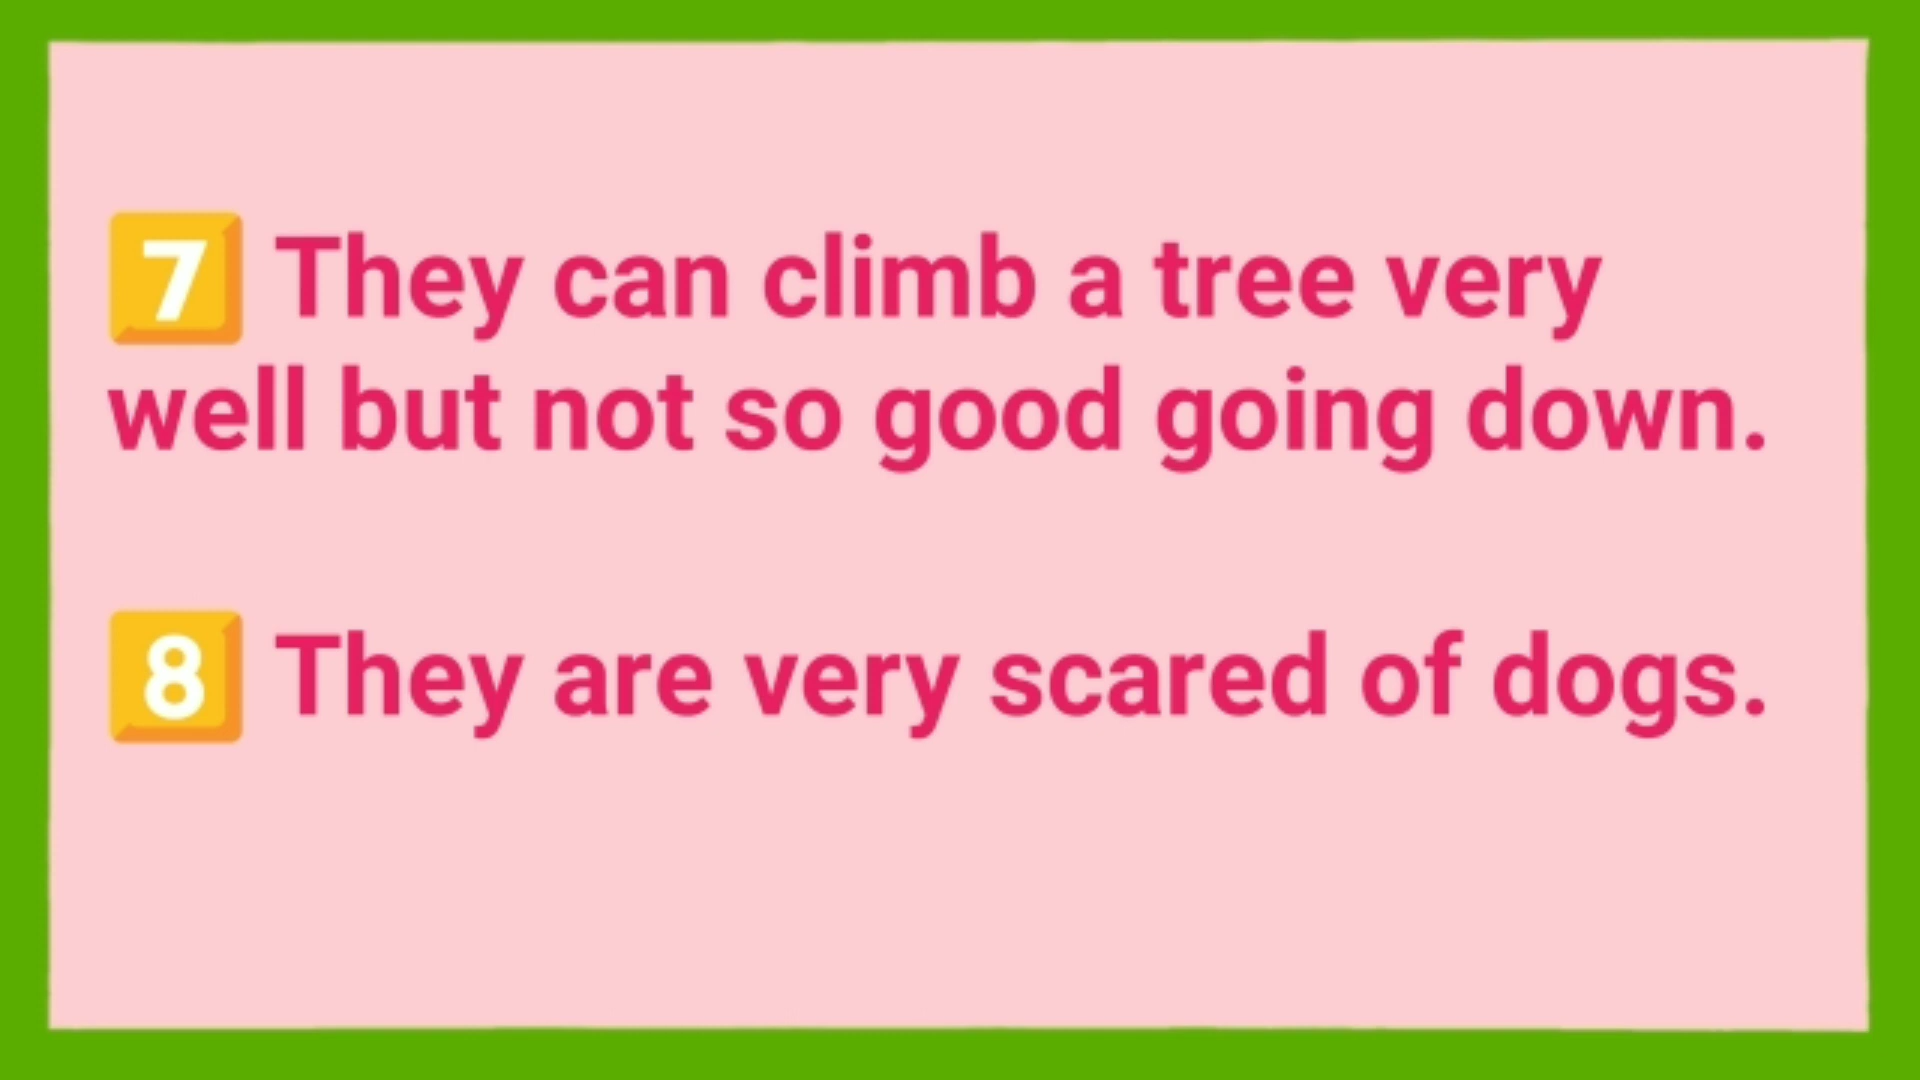 7 They can climb a tree very
well but not so good going down.
8 They are very scared of dogs.